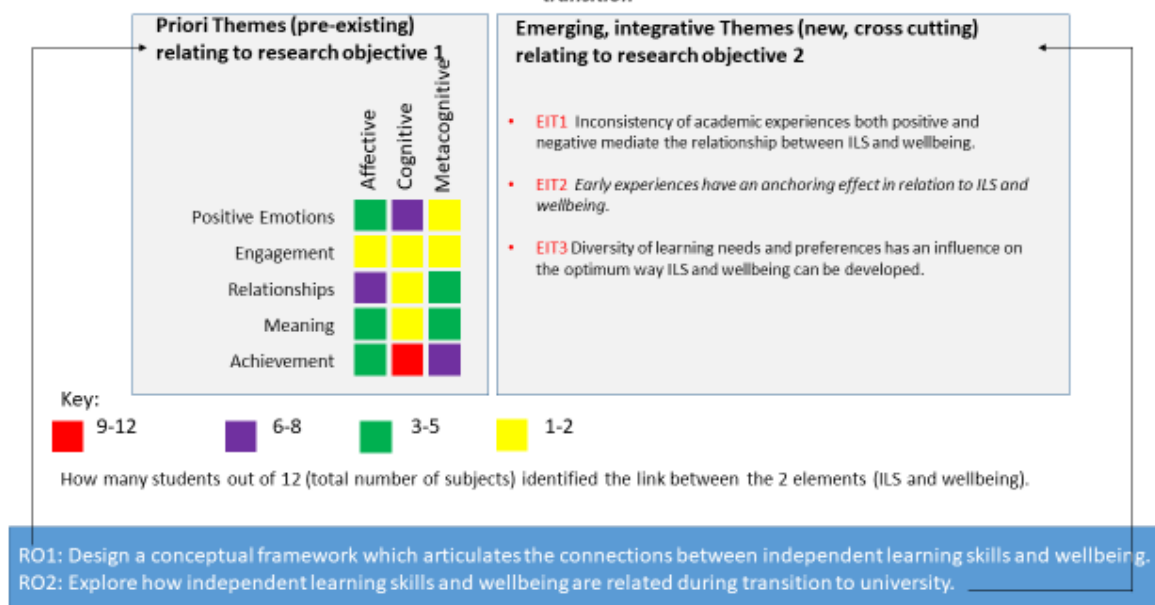 transition
Priori Themes (pre-existing)
relating to research objective 1
Emerging, integrative Themes (new, cross cutting)
relating to research objective 2
Affective
Cognitive
Metacognitive
Positive Emotions
Engagement
Relationships
Meaning
Achievement
• EIT1 Inconsistency of academic experiences both positive and
negative mediate the relationship between ILS and wellbeing.
• EIT2 Early experiences have an anchoring effect in relation to ILS and
wellbeing.
• EIT3 Diversity of learning needs and preferences has an influence on
the optimum way ILS and wellbeing can be developed.
Key:
9-12
6-8
3-5
1-2
How many students out of 12 (total number of subjects) identified the link between the 2 elements (ILS and wellbeing).
RO1: Design a conceptual framework which articulates the connections between independent learning skills and wellbeing.
RO2: Explore how independent learning skills and wellbeing are related during transition to university.